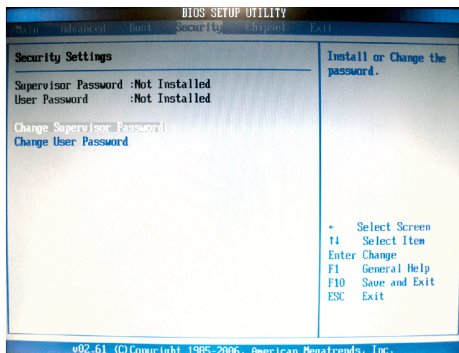 BIOS SETUP UTILITY
Main Advanced Boot Security Chipset Exit
Security Settings
Supervisor Password :Not Installed
User Password :Not Installed
Change Supervisor Password
Change User Password
Install or Change the
password.
← Select Screen
↑↓ Select Item
Enter Change
F1 General Help
F10 Save and Exit
ESC Exit
v02.61 (C)Copyright 1985-2006, American Megatrends, Inc.